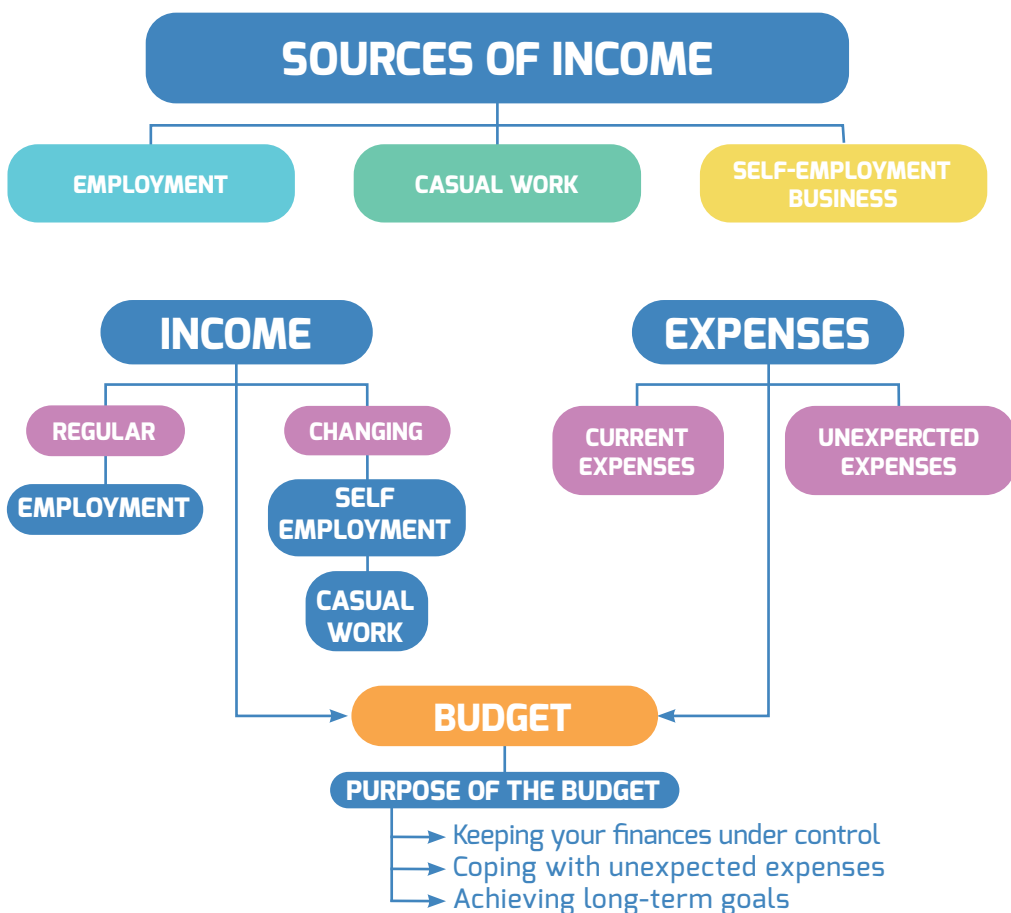 SOURCES OF INCOME
EMPLOYMENT
CASUAL WORK
SELF-EMPLOYMENT
BUSINESS
INCOME
EXPENSES
REGULAR
CHANGING
CURRENT
EXPENSES
UNEXPERCTED
EXPENSES
EMPLOYMENT
SELF
EMPLOYMENT
CASUAL
WORK
BUDGET
PURPOSE OF THE BUDGET
Keeping your finances under control
Coping with unexpected expenses
Achieving long-term goals